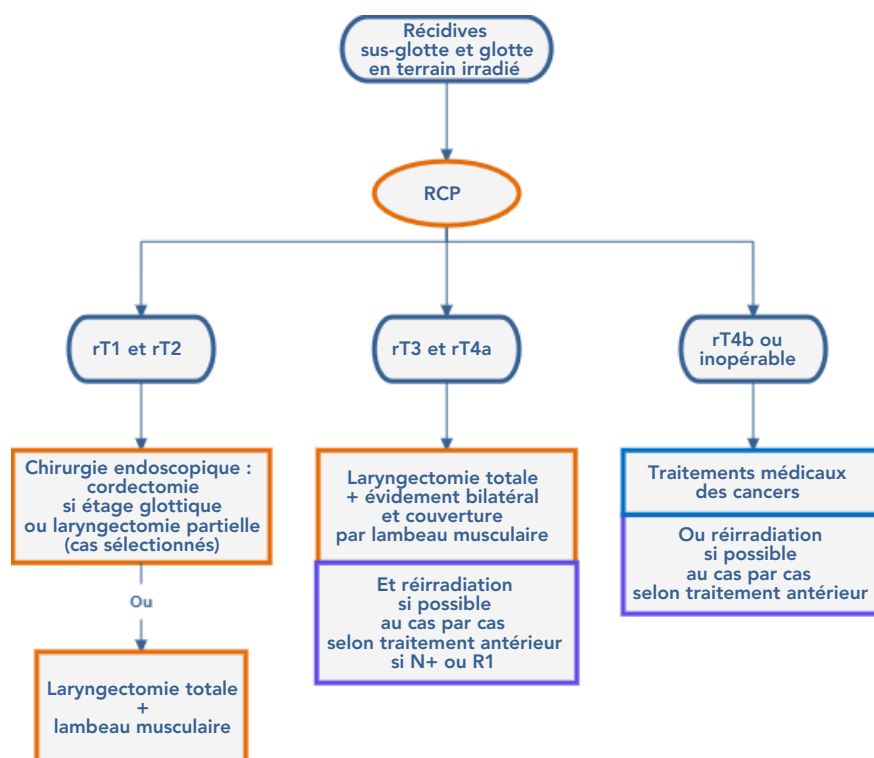 Récidives
sus-glotte et glotte
en terrain irradié
RCP
rT1 et rT2
rT3 et rT4a
rT4b ou
inopérable
Chirurgie endoscopique :
cordectomie
si étage glottique
ou laryngectomie partielle
(cas sélectionnés)
Ou
Laryngectomie totale
+
lambeau musculaire
Laryngectomie totale
+ évidement bilatéral
et couverture
par lambeau musculaire
Et réirradiation
si possible
au cas par cas
selon traitement antérieur
si N+ ou R1
Traitements médicaux
des cancers
Ou réirradiation
si possible
au cas par cas
selon traitement antérieur